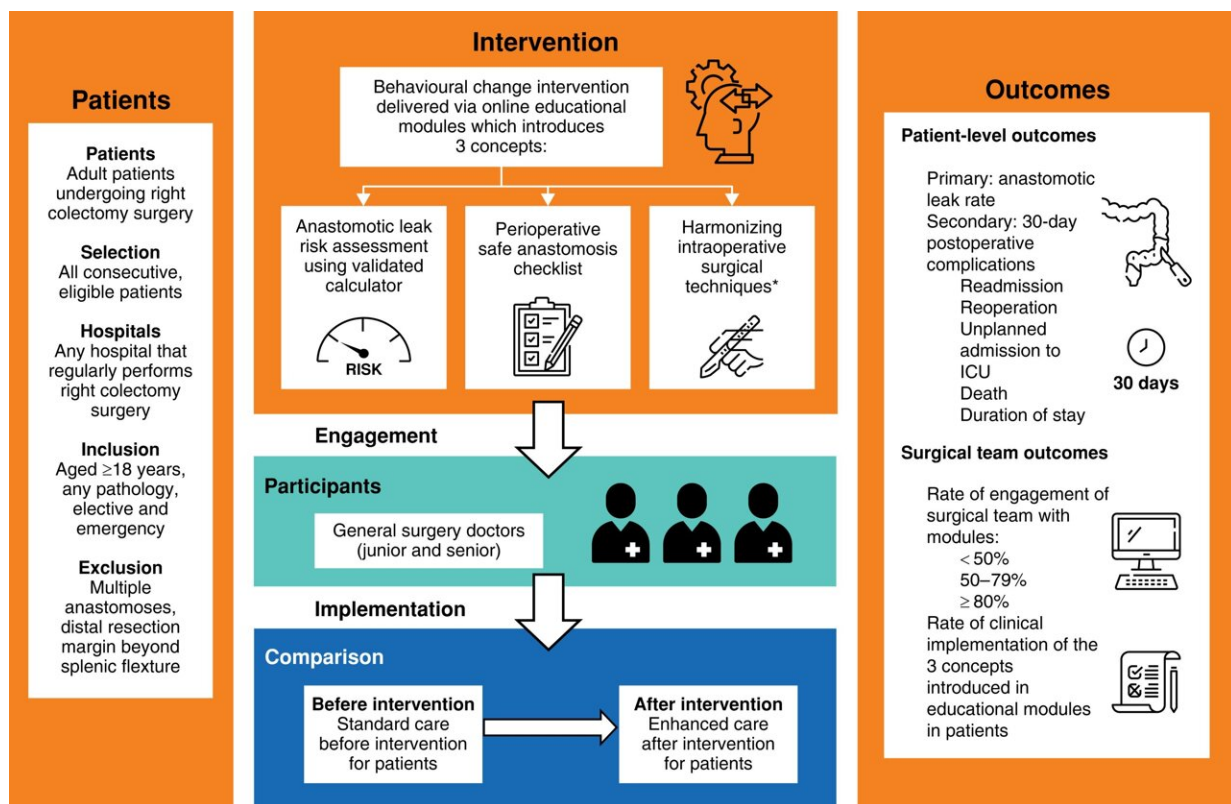 Patients
Patients
Adult patients
undergoing right
colectomy surgery
Selection
All consecutive,
eligible patients
Hospitals
Any hospital that
regularly performs
right colectomy
surgery
Inclusion
Aged ≥18 years,
any pathology,
elective and
emergency
Exclusion
Multiple
anastomoses,
distal resection
margin beyond
splenic flexture
Intervention
Behavioural change intervention
delivered via online educational
modules which introduces
3 concepts:
Anastomotic leak
risk assessment
using validated
calculator
RISK
Perioperative
safe anastomosis
checklist
Harmonizing
intraoperative
surgical
techniques*
Engagement
Participants
General surgery doctors
(junior and senior)
Implementation
Comparison
Before intervention
Standard care
before intervention
for patients
After intervention
Enhanced care
after intervention
for patients
Outcomes
Patient-level outcomes
Primary: anastomotic
leak rate
Secondary: 30-day
postoperative
complications
Readmission
Reoperation
Unplanned
admission to
ICU
Death
Duration of stay
30 days
Surgical team outcomes
Rate of engagement of
surgical team with
modules:
< 50%
50–79%
≥ 80%
Rate of clinical
implementation of the
3 concepts
introduced in
educational modules
in patients